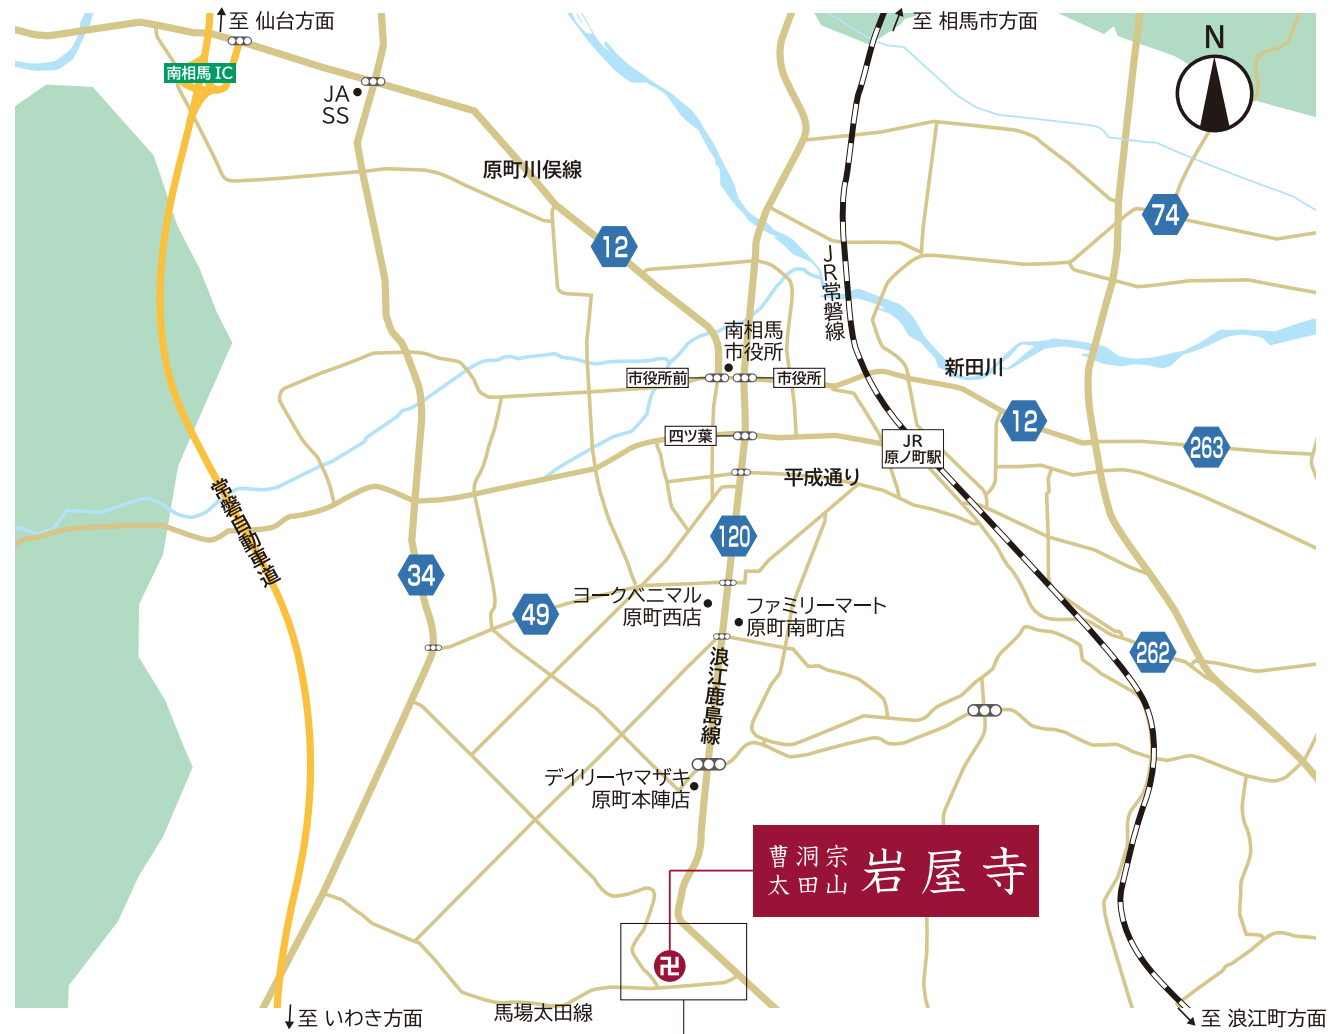 至 仙台方面
至 相馬市方面
N
南相馬 IC
JA
SS
原町川俣線
74
12
JR常磐線
南相馬
市役所
新田川
市役所前
市役所
12
四ツ葉
JR
原ノ町駅
263
平成通り
常磐自動車道
120
34
ヨークベニマル
原町西店
49
ファミリーマート
原町南町店
262
浪江鹿島線
デイリーヤマザキ
原町本陣店
曹洞宗
太田山
岩屋寺
卍
馬場太田線
至 いわき方面
至 浪江町方面